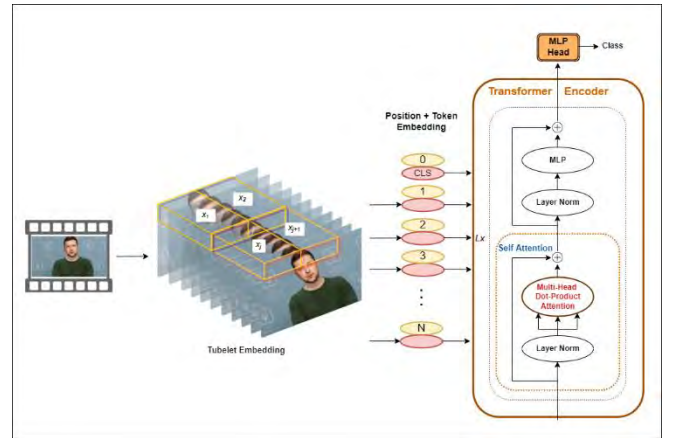 MLP
Head
Class
Transformer Encoder
Position + Token
Embedding
0
CLS
1
2
3
N
Lx
MLP
Layer Norm
Self Attention
Multi-Head
Dot-Product
Attention
Layer Norm
X1
X2
Xj
Xj+1
Tubelet Embedding